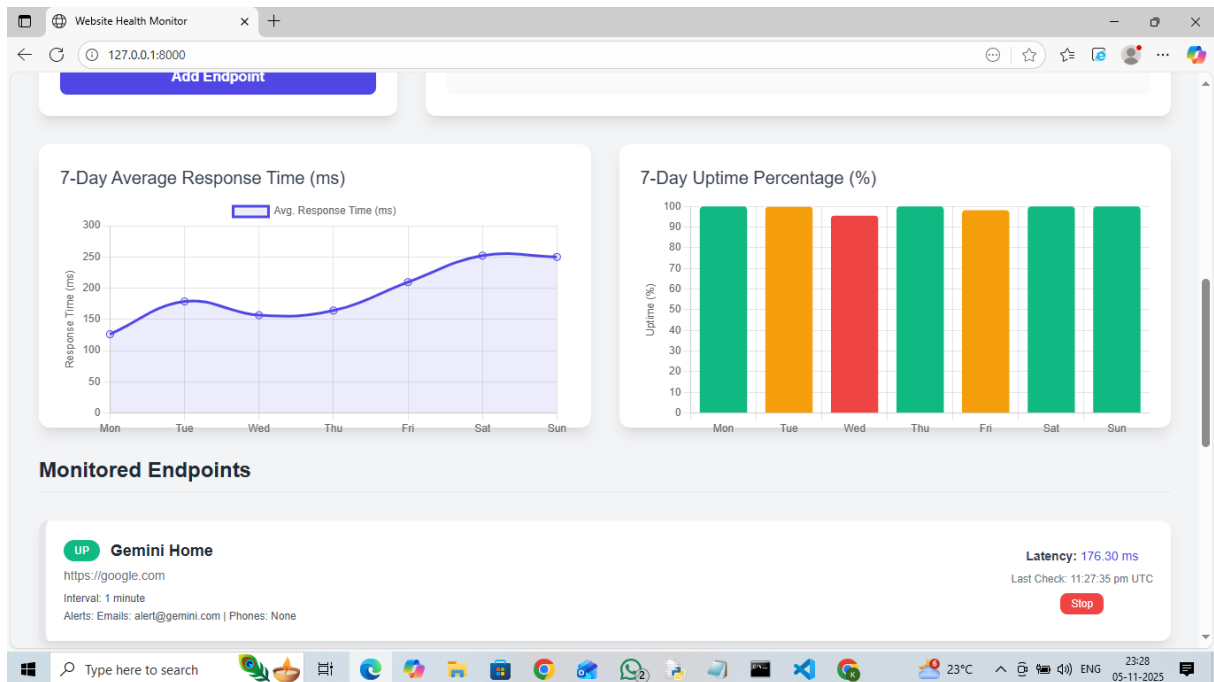 Website Health Monitor
127.0.0.1:8000
Add Endpoint
7-Day Average Response Time (ms)
Avg. Response Time (ms)
Response Time (ms)
300
250
200
150
100
50
0
Mon Tue Wed Thu Fri Sat Sun
7-Day Uptime Percentage (%)
Uptime (%)
100
90
80
70
60
50
40
30
20
10
0
Mon Tue Wed Thu Fri Sat Sun
Monitored Endpoints
UP Gemini Home
https://google.com
Interval: 1 minute
Alerts: Emails: alert@gemini.com | Phones: None
Latency: 176.30 ms
Last Check: 11:27:35 pm UTC
Stop
Type here to search
2
K
6
23°C
ENG
23:28
05-11-2025